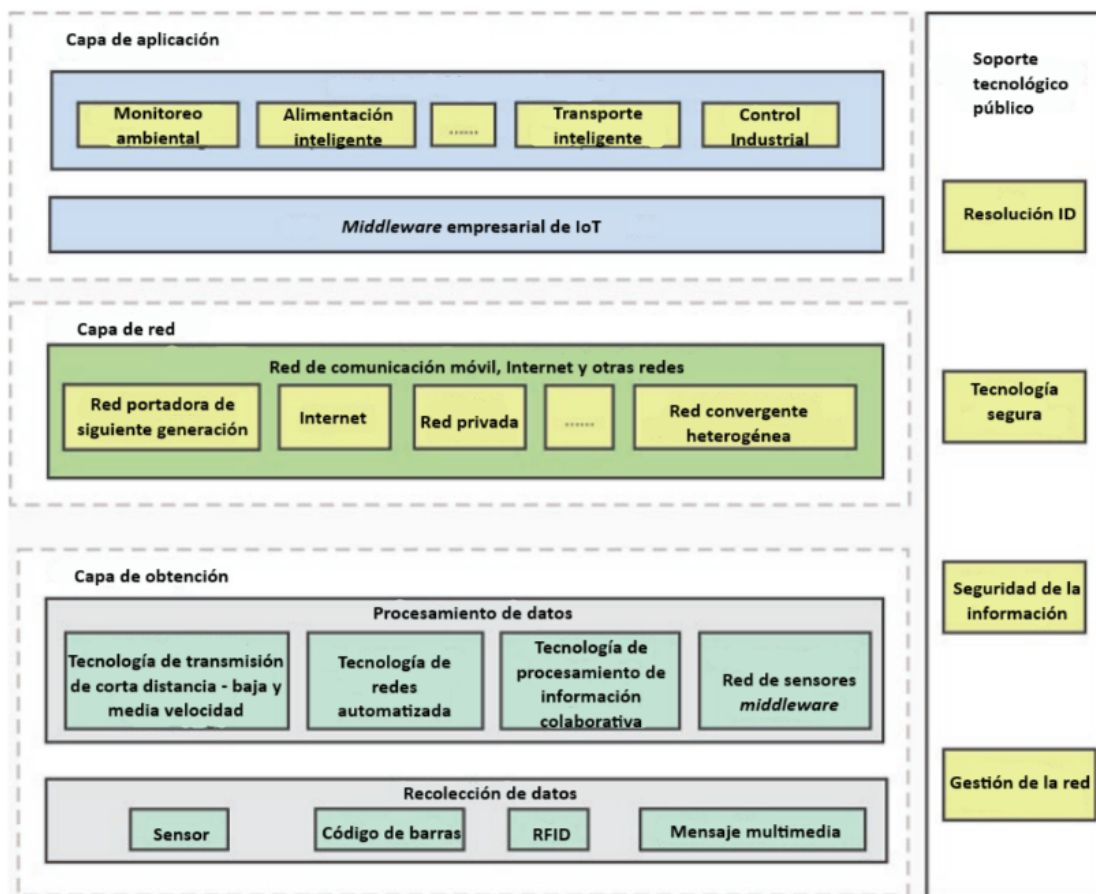 Capa de aplicación
Monitoreo
ambiental
Alimentación
inteligente
......
Transporte
inteligente
Control
Industrial
Middleware empresarial de IoT
Capa de red
Red de comunicación móvil, Internet y otras redes
Red portadora de
siguiente generación
Internet
Red privada
......
Red convergente
heterogénea
Capa de obtención
Procesamiento de datos
Tecnología de transmisión
de corta distancia - baja y
media velocidad
Tecnología de
redes
automatizada
Tecnología de
procesamiento de
información
colaborativa
Red de sensores
middleware
Recolección de datos
Sensor
Código de barras
RFID
Mensaje multimedia
Soporte
tecnológico
público
Resolución ID
Tecnología
segura
Seguridad de la
información
Gestión de la red